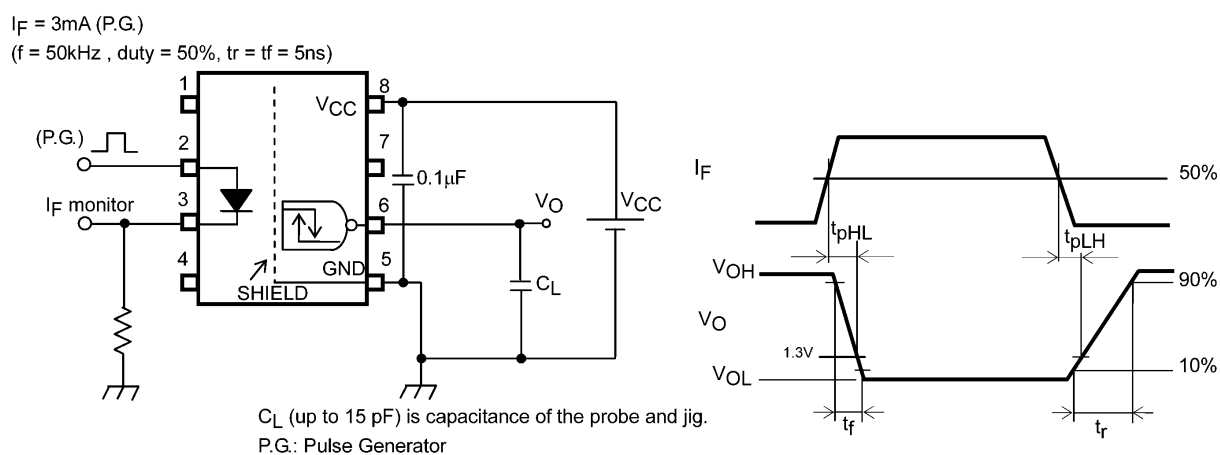 IF = 3mA (P.G.)
(f = 50kHz , duty = 50%, tr = tf = 5ns)
1
8
VCC
(P.G.)
2
7
0.1μF
IF monitor
3
6
VO
VCC
4
5
GND
SHIELD
CL
CL (up to 15 pF) is capacitance of the probe and jig.
P.G.: Pulse Generator
IF
50%
tpHL
tpLH
VOH
90%
VO
1.3V
10%
VOL
tf
tr